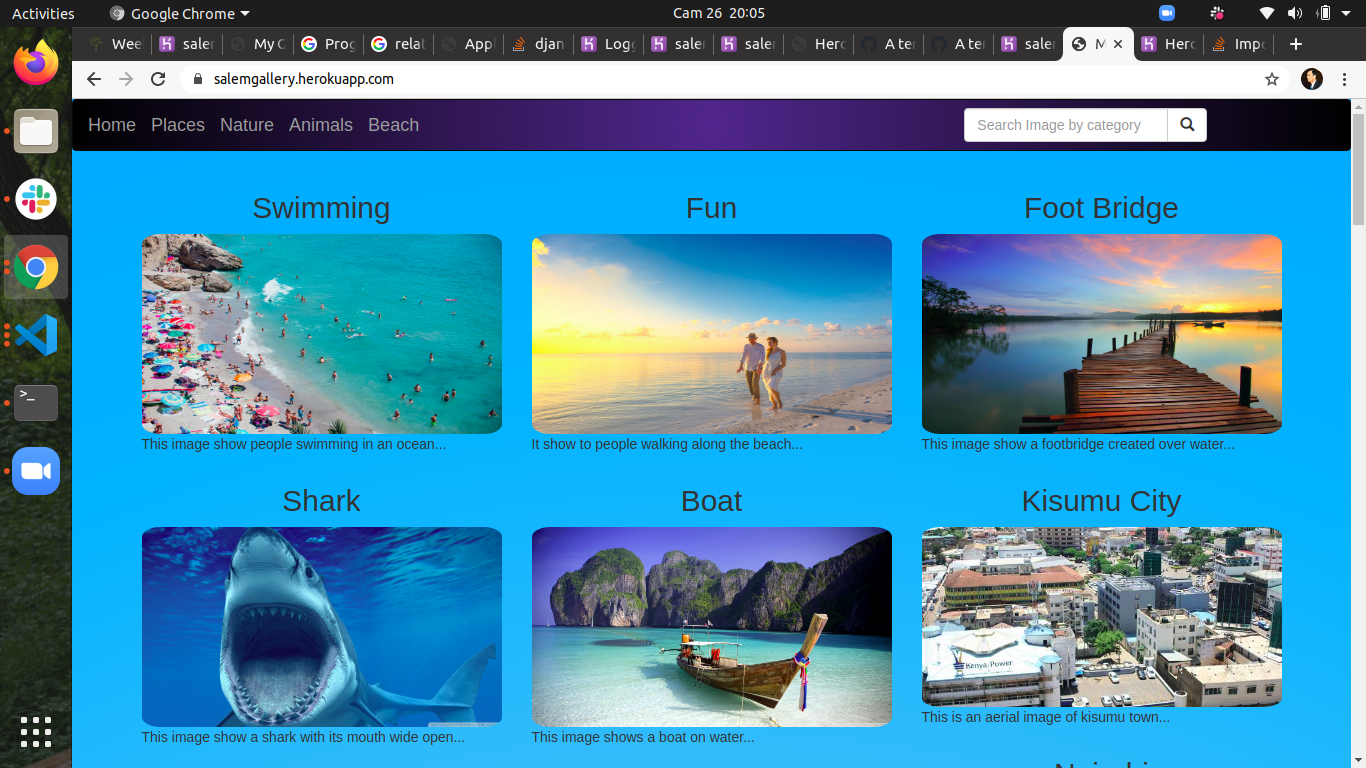 Activities Google Chrome Cam 26 20:05
Wee saler My C Prog relat Appl djan Logg saler saler Hero A ter A ter saler M Hero Impo
salemgallery.herokuapp.com
Home Places Nature Animals Beach Search Image by category
Swimming Fun Foot Bridge
This image show people swimming in an ocean... It show to people walking along the beach... This image show a footbridge created over water...
Shark Boat Kisumu City
Kenya Power
This image show a shark with its mouth wide open... This image shows a boat on water... This is an aerial image of kisumu town...